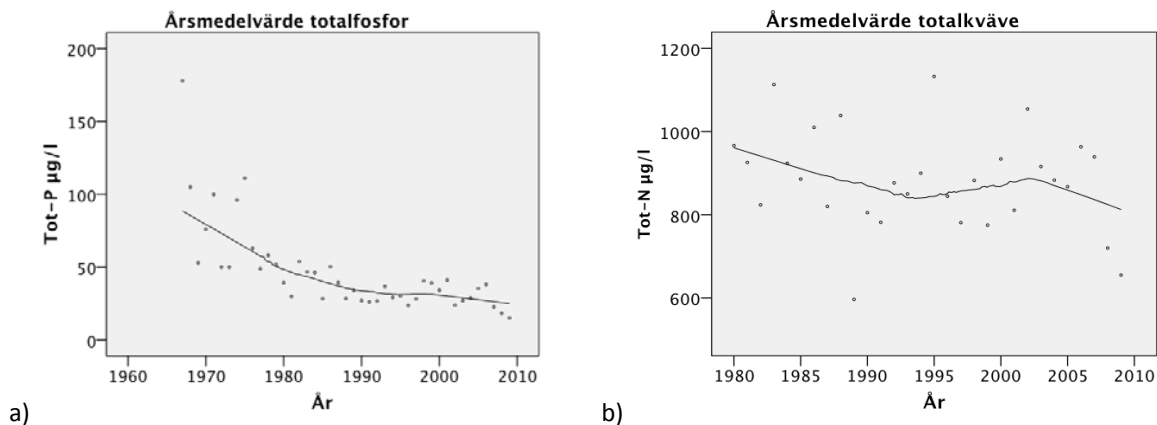 Årsmedelvärde totalfosfor
200
150
100
50
0
Tot-P µg/l
1960 1970 1980 1990 2000 2010
År
a)
Årsmedelvärde totalkväve
1200
1000
800
600
Tot-N µg/l
1980 1985 1990 1995 2000 2005 2010
År
b)